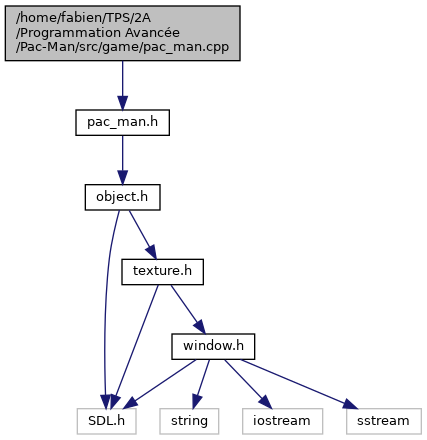 /home/fabien/TPS/2A
/Programmation Avancée
/Pac-Man/src/game/pac_man.cpp
pac_man.h
object.h
texture.h
window.h
SDL.h
string
iostream
sstream